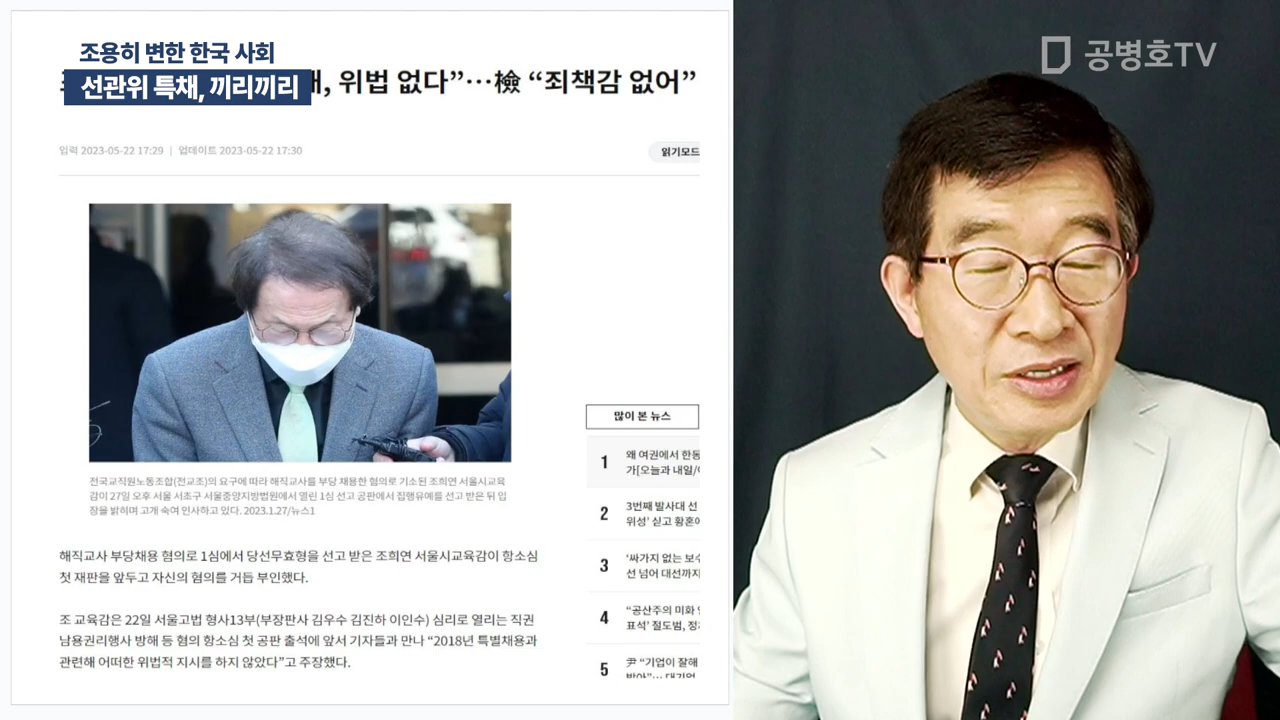 조용히 변한 한국 사회
선관위 특채, 끼리끼리
위법 없다”…檢 “죄책감 없어”
공병호TV
입력 2023-05-22 17:29 | 업데이트 2023-05-22 17:30
읽기모드
전국교직원노동조합(전교조)의 요구에 따라 해직교사를 부당 채용한 혐의로 기소된 조희연 서울시교육
감이 27일 오후 서울 서초구 서울중앙지방법원에서 열린 1심 선고 공판에서 집행유예를 선고 받은 뒤 입
장을 밝히며 고개 숙여 인사하고 있다. 2023.1.27/뉴스1
해직교사 부당채용 혐의로 1심에서 당선무효형을 선고 받은 조희연 서울시교육감이 항소심
첫 재판을 앞두고 자신의 혐의를 거듭 부인했다.
조 교육감은 22일 서울고법 형사13부(부장판사 김우수 김진하 이인수) 심리로 열리는 직권
남용권리행사 방해 등 혐의 항소심 첫 공판 출석에 앞서 기자들과 만나 “2018년 특별채용과
관련해 어떠한 위법적 지시를 하지 않았다”고 주장했다.
많이 본 뉴스
1
왜 여권에서 한동
가[오늘과 내일/
2
3번째 발사대 선
위성’ 싣고 황혼에
3
‘싸가지 없는 보수
선 넘어 대선까지
4
“공산주의 미화
표석’ 절도범, 정
5
尹 “기업이 잘해